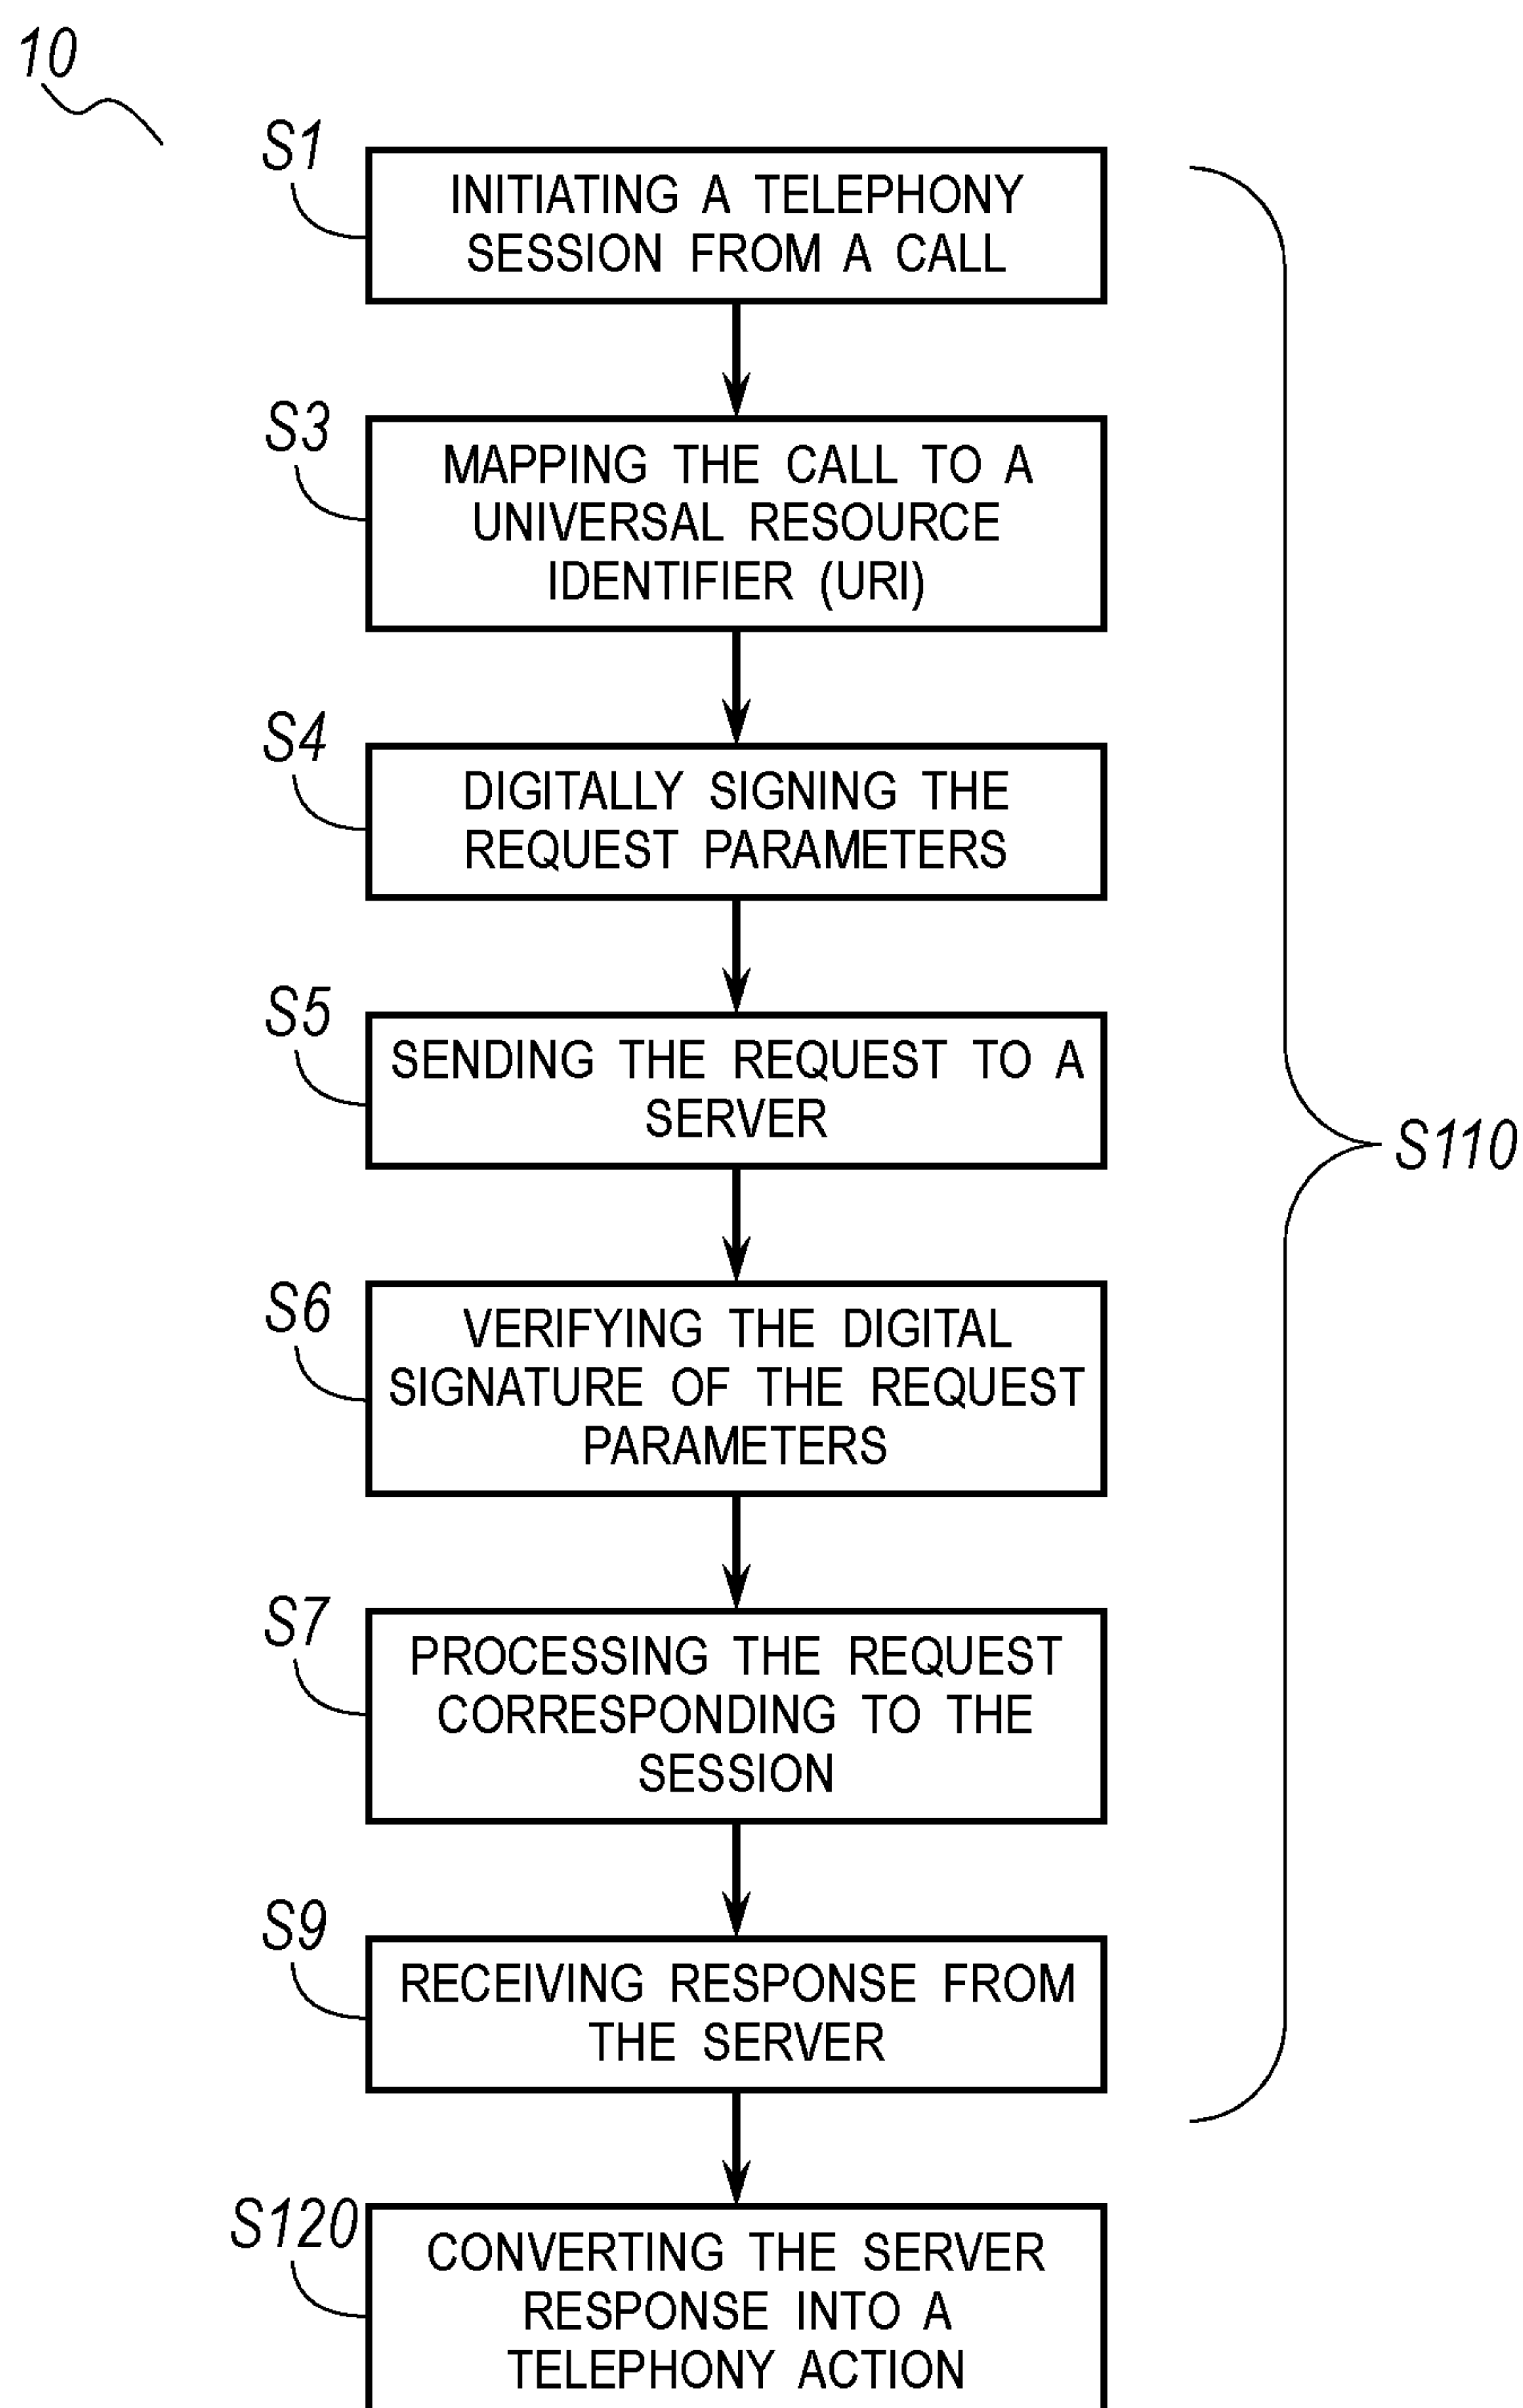 10
S1
INITIATING A TELEPHONY
SESSION FROM A CALL
S3
MAPPING THE CALL TO A
UNIVERSAL RESOURCE
IDENTIFIER (URI)
S4
DIGITALLY SIGNING THE
REQUEST PARAMETERS
S5
SENDING THE REQUEST TO A
SERVER
S110
S6
VERIFYING THE DIGITAL
SIGNATURE OF THE REQUEST
PARAMETERS
S7
PROCESSING THE REQUEST
CORRESPONDING TO THE
SESSION
S9
RECEIVING RESPONSE FROM
THE SERVER
S120
CONVERTING THE SERVER
RESPONSE INTO A
TELEPHONY ACTION